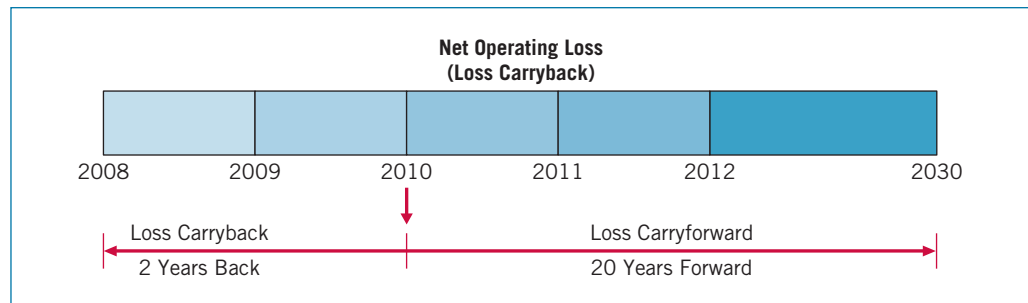 Net Operating Loss
(Loss Carryback)
2008 2009 2010 2011 2012 2030
Loss Carryback Loss Carryforward
2 Years Back 20 Years Forward